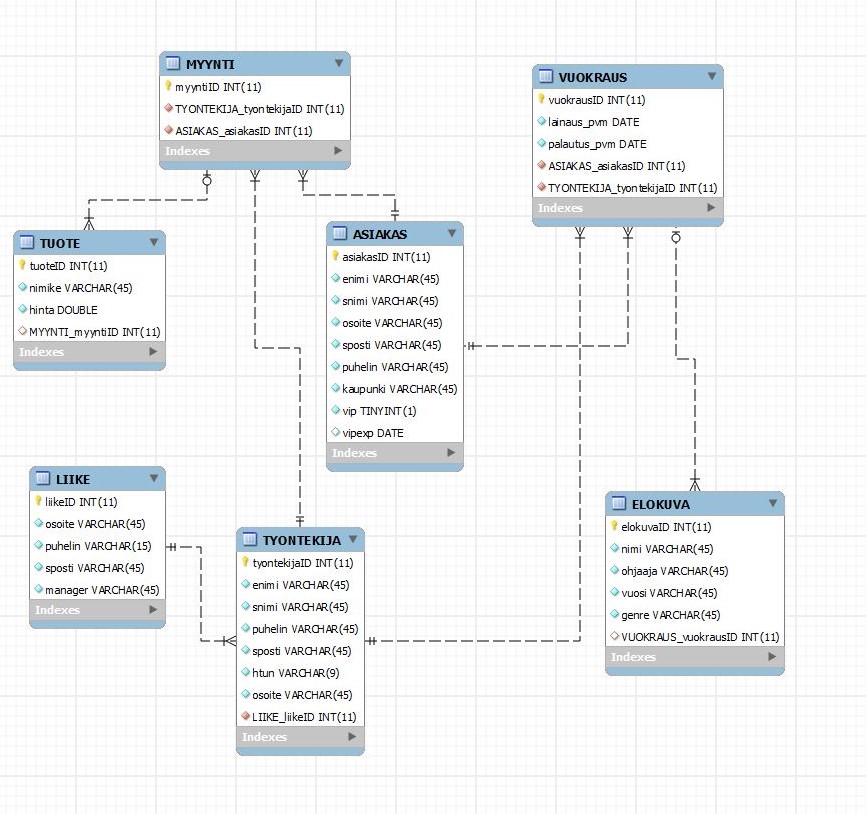 MYYNTI
myyntiID INT(11)
TYONTEKIJA_tyontekijaID INT(11)
ASIAKAS_asiakasID INT(11)
Indexes
VUOKRAUS
vuokrausID INT(11)
lainaus_pvm DATE
palautus_pvm DATE
ASIAKAS_asiakasID INT(11)
TYONTEKIJA_tyontekijaID INT(11)
Indexes
TUOTE
tuoteID INT(11)
nimike VARCHAR(45)
hinta DOUBLE
MYYNTI_myyntiID INT(11)
Indexes
ASIAKAS
asiakasID INT(11)
enimi VARCHAR(45)
snimi VARCHAR(45)
osoite VARCHAR(45)
sposti VARCHAR(45)
puhelin VARCHAR(45)
kaupunki VARCHAR(45)
vip TINYINT(1)
vipexp DATE
Indexes
LIIKE
liikeID INT(11)
osoite VARCHAR(45)
puhelin VARCHAR(15)
sposti VARCHAR(45)
manager VARCHAR(45)
Indexes
TYONTEKIJA
tyontekijaID INT(11)
enimi VARCHAR(45)
snimi VARCHAR(45)
puhelin VARCHAR(45)
sposti VARCHAR(45)
htun VARCHAR(9)
osoite VARCHAR(45)
LIIKE_liikeID INT(11)
Indexes
ELOKUVA
elokuvaID INT(11)
nimi VARCHAR(45)
ohjaaja VARCHAR(45)
vuosi VARCHAR(45)
genre VARCHAR(45)
VUOKRAUS_vuokrausID INT(11)
Indexes